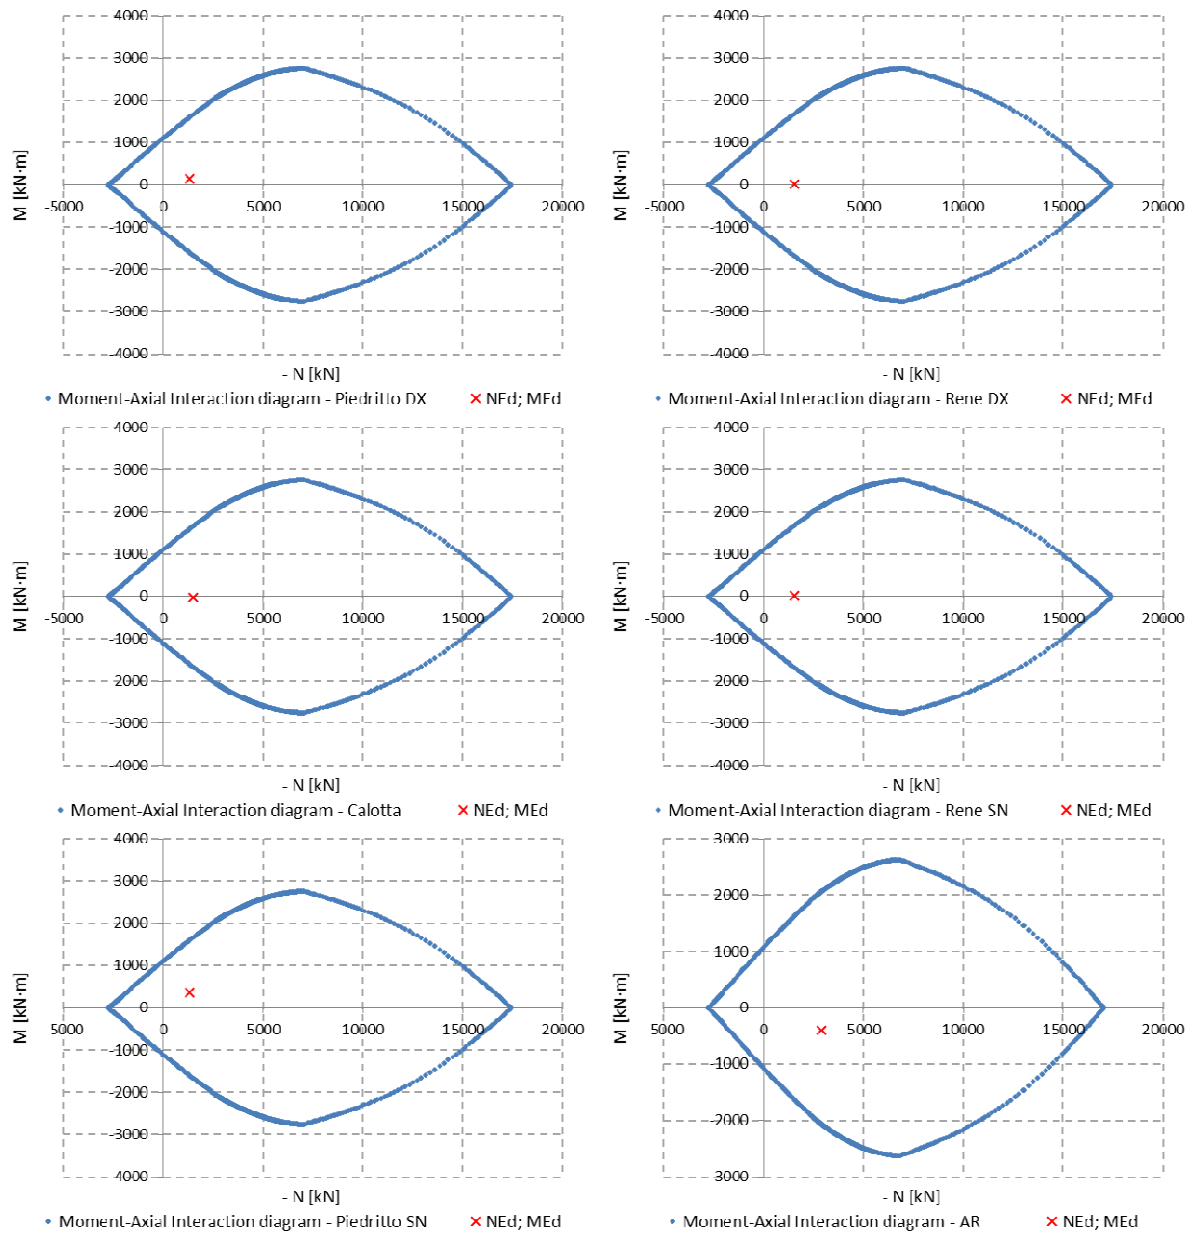 4000
3000
2000
1000
0
-1000
-2000
-3000
-4000
-5000 0 5000 10000 15000 20000
M [kN·m]
- N [kN]
Moment-Axial Interaction diagram - Piedritto DX NEd; MEd
4000
3000
2000
1000
0
-1000
-2000
-3000
-4000
-5000 0 5000 10000 15000 20000
M [kN·m]
- N [kN]
Moment-Axial Interaction diagram - Rene DX NEd; MEd
4000
3000
2000
1000
0
-1000
-2000
-3000
-4000
-5000 0 5000 10000 15000 20000
M [kN·m]
- N [kN]
Moment-Axial Interaction diagram - Calotta NEd; MEd
4000
3000
2000
1000
0
-1000
-2000
-3000
-4000
-5000 0 5000 10000 15000 20000
M [kN·m]
- N [kN]
Moment-Axial Interaction diagram - Rene SN NEd; MEd
4000
3000
2000
1000
0
-1000
-2000
-3000
-4000
5000 0 5000 10000 15000 20000
M [kN·m]
- N [kN]
Moment-Axial Interaction diagram - Piedritto SN NEd; MEd
3000
2000
1000
0
-1000
-2000
3000
5000 0 5000 10000 15000 20000
M [kN·m]
- N [kN]
Moment-Axial Interaction diagram - AR NEd; MEd